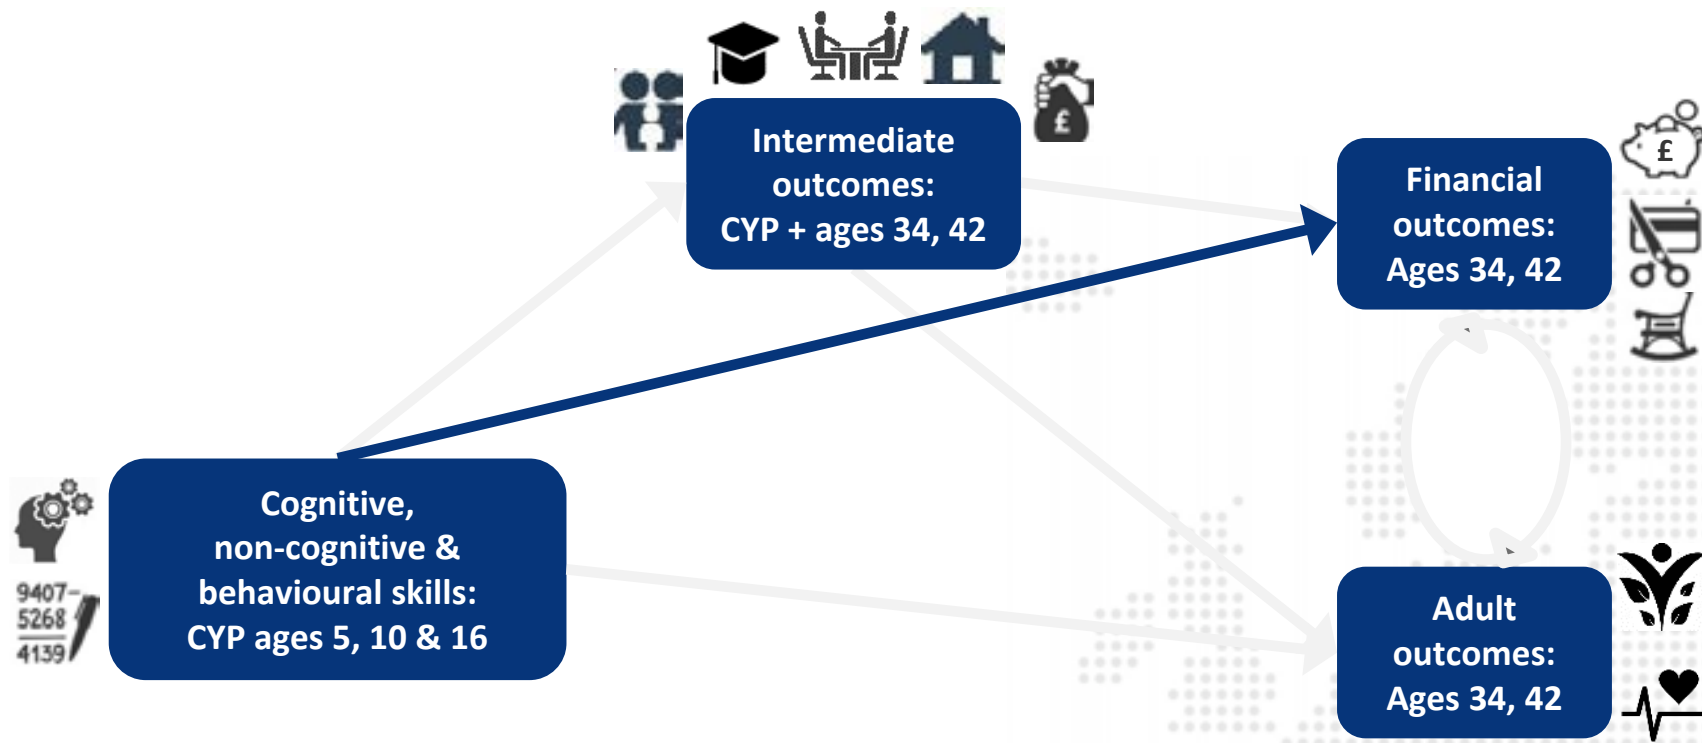 £
Intermediate
outcomes:
CYP + ages 34, 42
£
Financial
outcomes:
Ages 34, 42
Cognitive,
non-cognitive &
behavioural skills:
CYP ages 5, 10 & 16
9407-
5268
4139
Adult
outcomes:
Ages 34, 42